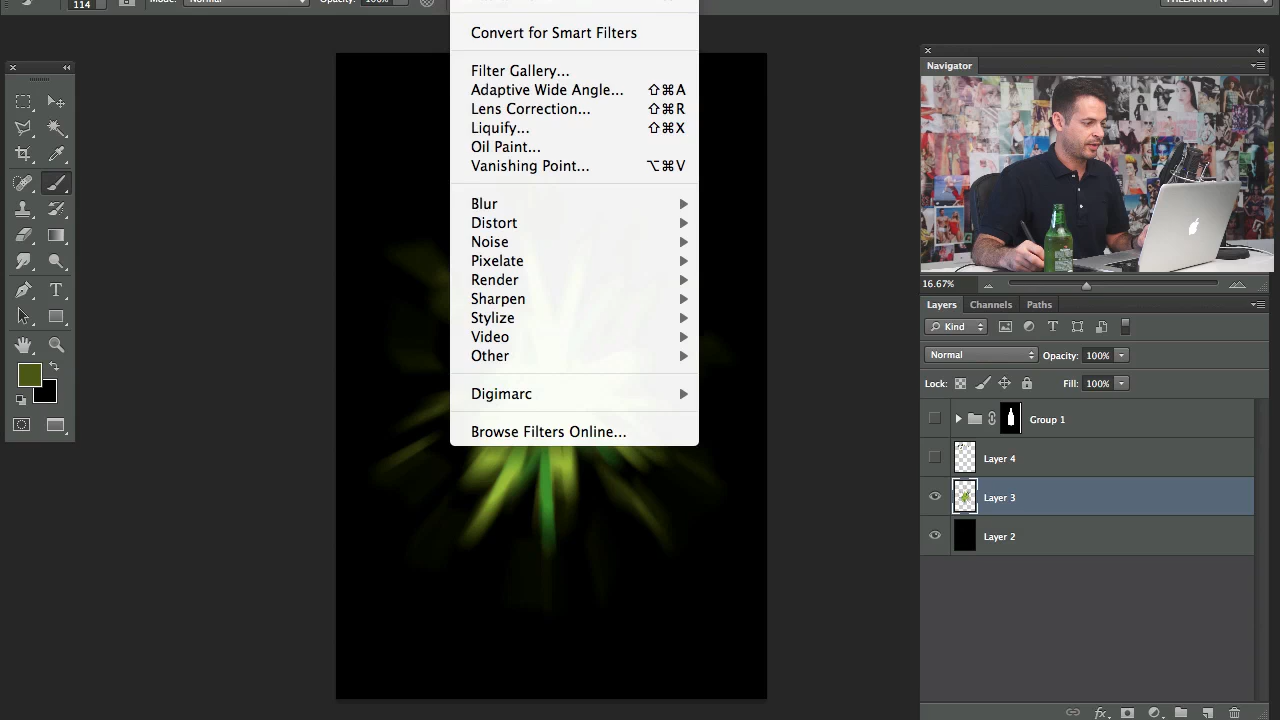 114
Convert for Smart Filters
Filter Gallery...
Adaptive Wide Angle... ⇧⌘A
Lens Correction... ⇧⌘R
Liquify... ⇧⌘X
Oil Paint...
Vanishing Point... ⌥⌘V
Blur
Distort
Noise
Pixelate
Render
Sharpen
Stylize
Video
Other
Digimarc
Browse Filters Online...
Navigator
16.67%
Layers Channels Paths
Kind
Normal Opacity: 100%
Lock: Fill: 100%
Group 1
Layer 4
Layer 3
Layer 2
fx